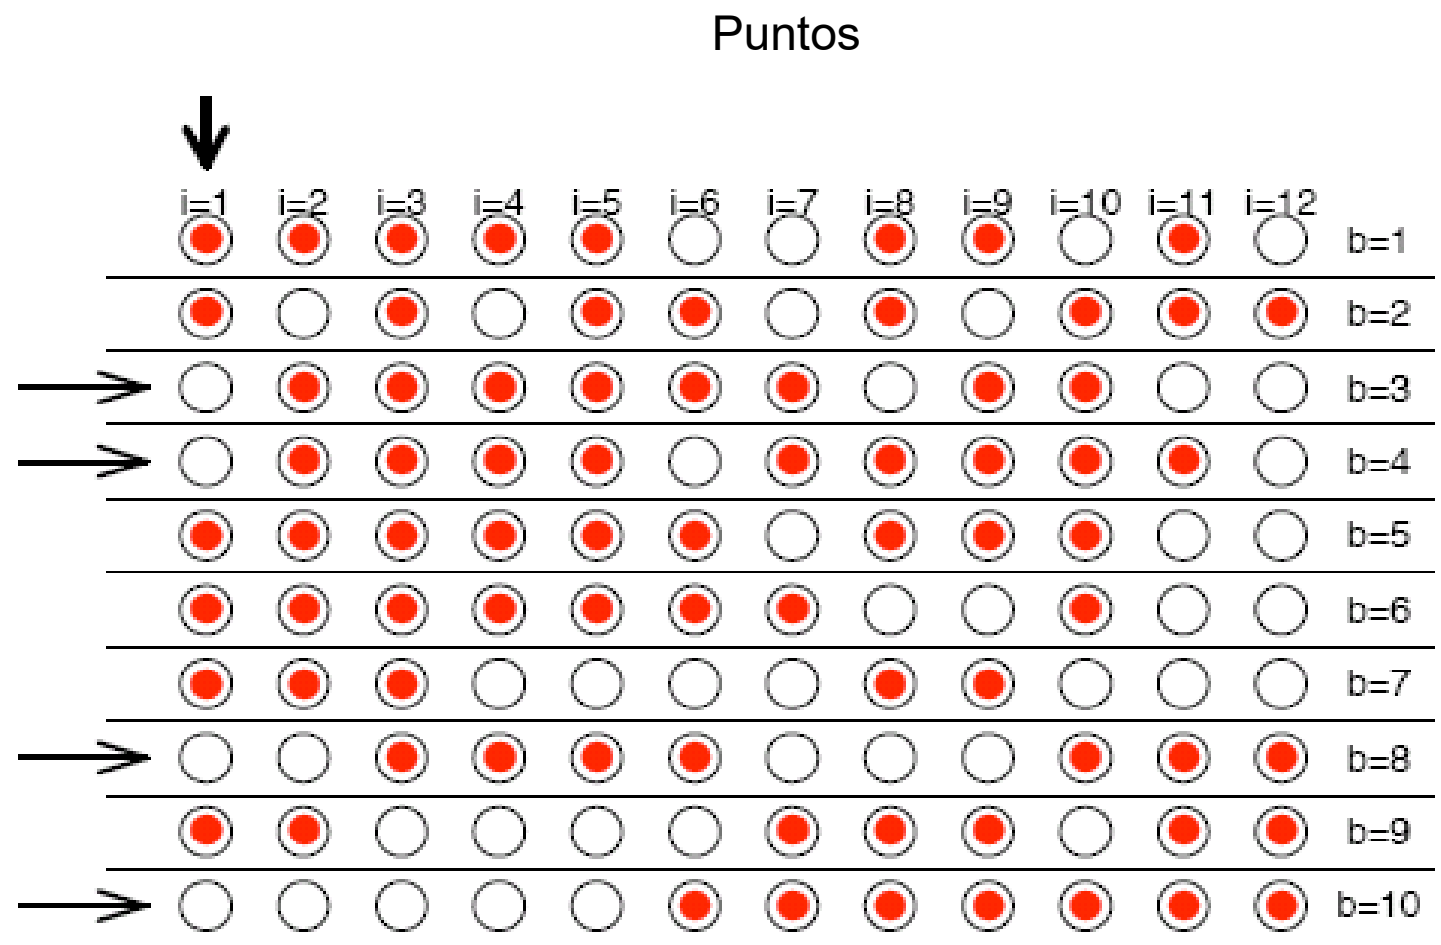 Puntos
i=1 i=2 i=3 i=4 i=5 i=6 i=7 i=8 i=9 i=10 i=11 i=12
b=1
b=2
b=3
b=4
b=5
b=6
b=7
b=8
b=9
b=10